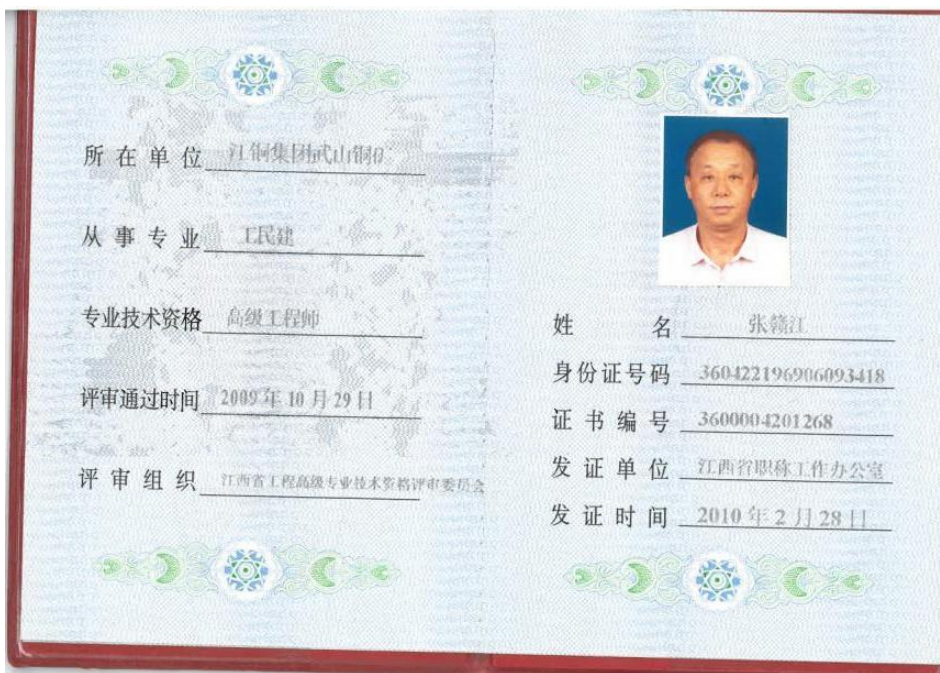 所在单位 江铜集团武山铜矿
从事专业 工民建
专业技术资格 高级工程师
评审通过时间 2009年10月29日
评审组织 江西省工程高级专业技术资格评审委员会
姓名 张赣江
身份证号码 360422196906093418
证书编号 3600004201268
发证单位 江西省职称工作办公室
发证时间 2010年2月28日